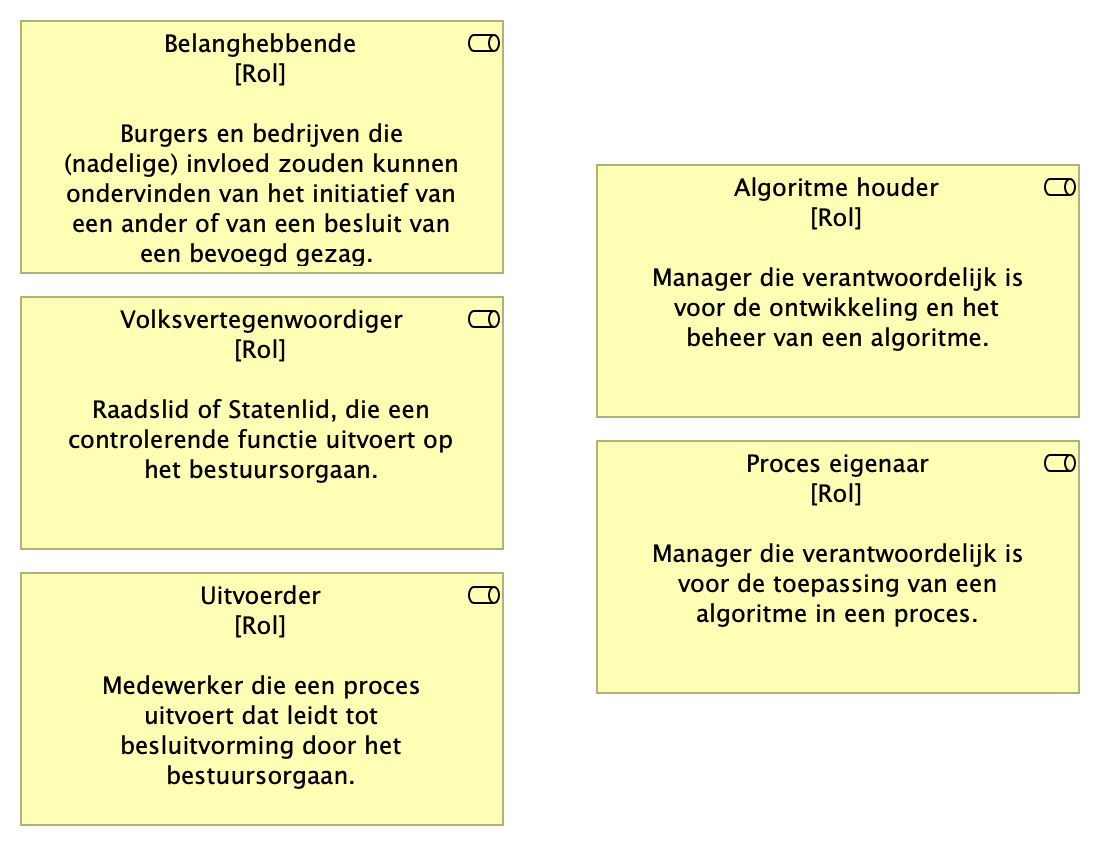 Belanghebbende
[Rol]
Burgers en bedrijven die
(nadelige) invloed zouden kunnen
ondervinden van het initiatief van
een ander of van een besluit van
een bevoegd gezag.
Volksvertegenwoordiger
[Rol]
Raadslid of Statenlid, die een
controlerende functie uitvoert op
het bestuursorgaan.
Uitvoerder
[Rol]
Medewerker die een proces
uitvoert dat leidt tot
besluitvorming door het
bestuursorgaan.
Algoritme houder
[Rol]
Manager die verantwoordelijk is
voor de ontwikkeling en het
beheer van een algoritme.
Proces eigenaar
[Rol]
Manager die verantwoordelijk is
voor de toepassing van een
algoritme in een proces.